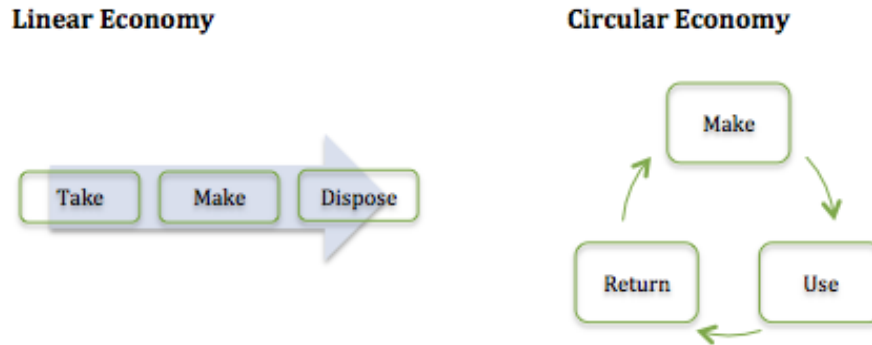 Linear Economy
Circular Economy
Take
Make
Dispose
Make
Use
Return